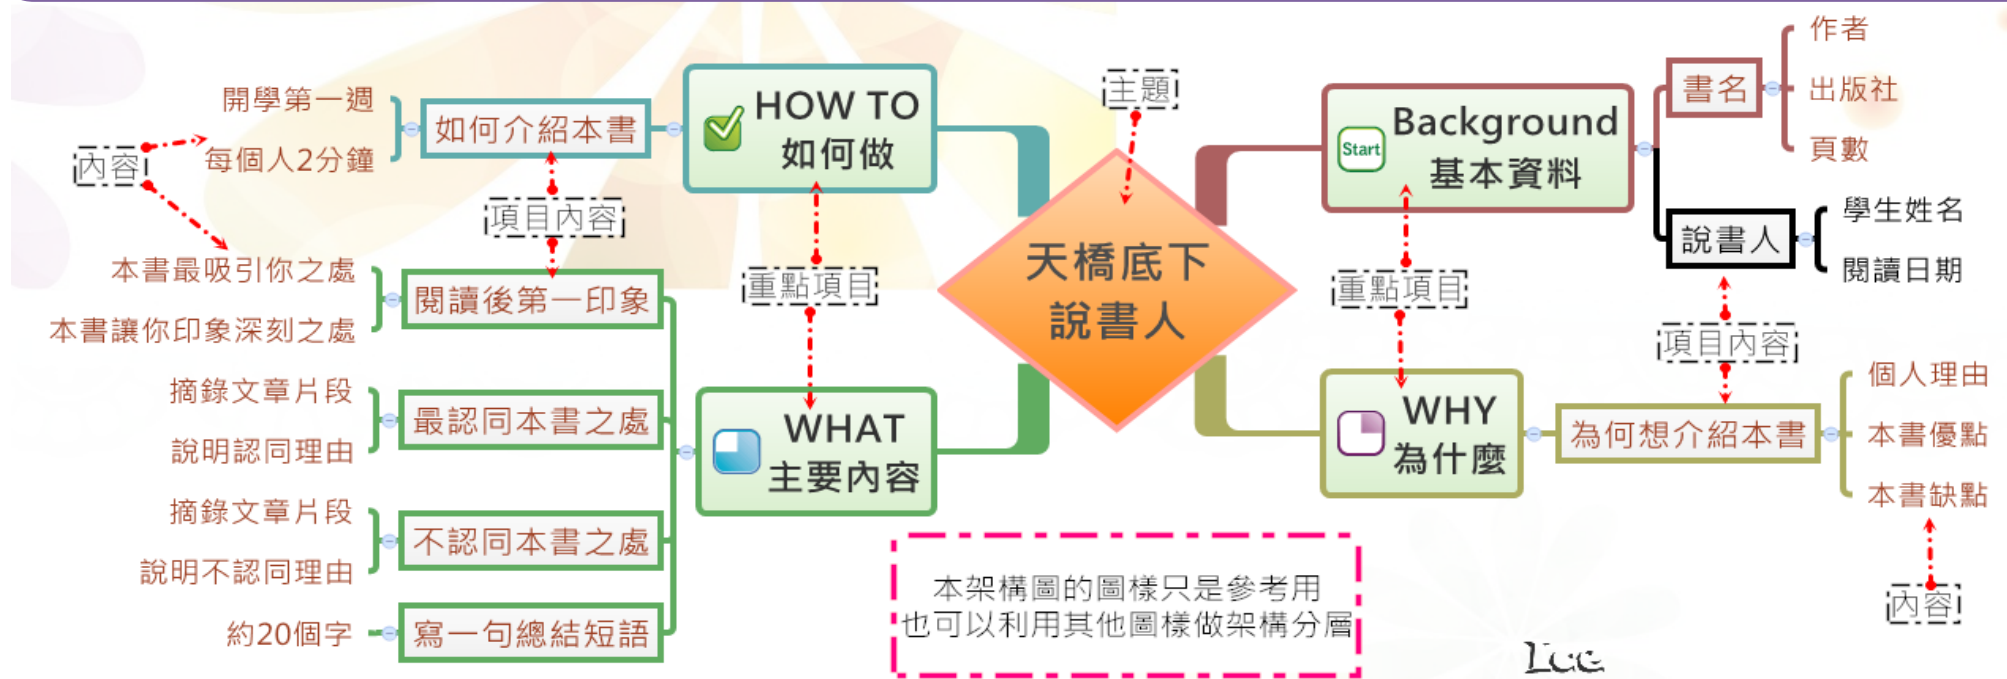 主題
天橋底下
說書人
HOW TO
如何做
如何介紹本書
開學第一週
每個人2分鐘
內容
項目內容
重點項目
WHAT
主要內容
閱讀後第一印象
本書最吸引你之處
本書讓你印象深刻之處
最認同本書之處
摘錄文章片段
說明認同理由
不認同本書之處
摘錄文章片段
說明不認同理由
寫一句總結短語
約20個字
Start
Background
基本資料
書名
作者
出版社
頁數
說書人
學生姓名
閱讀日期
重點項目
項目內容
WHY
為什麼
為何想介紹本書
個人理由
本書優點
本書缺點
內容
本架構圖的圖樣只是參考用
也可以利用其他圖樣做架構分層